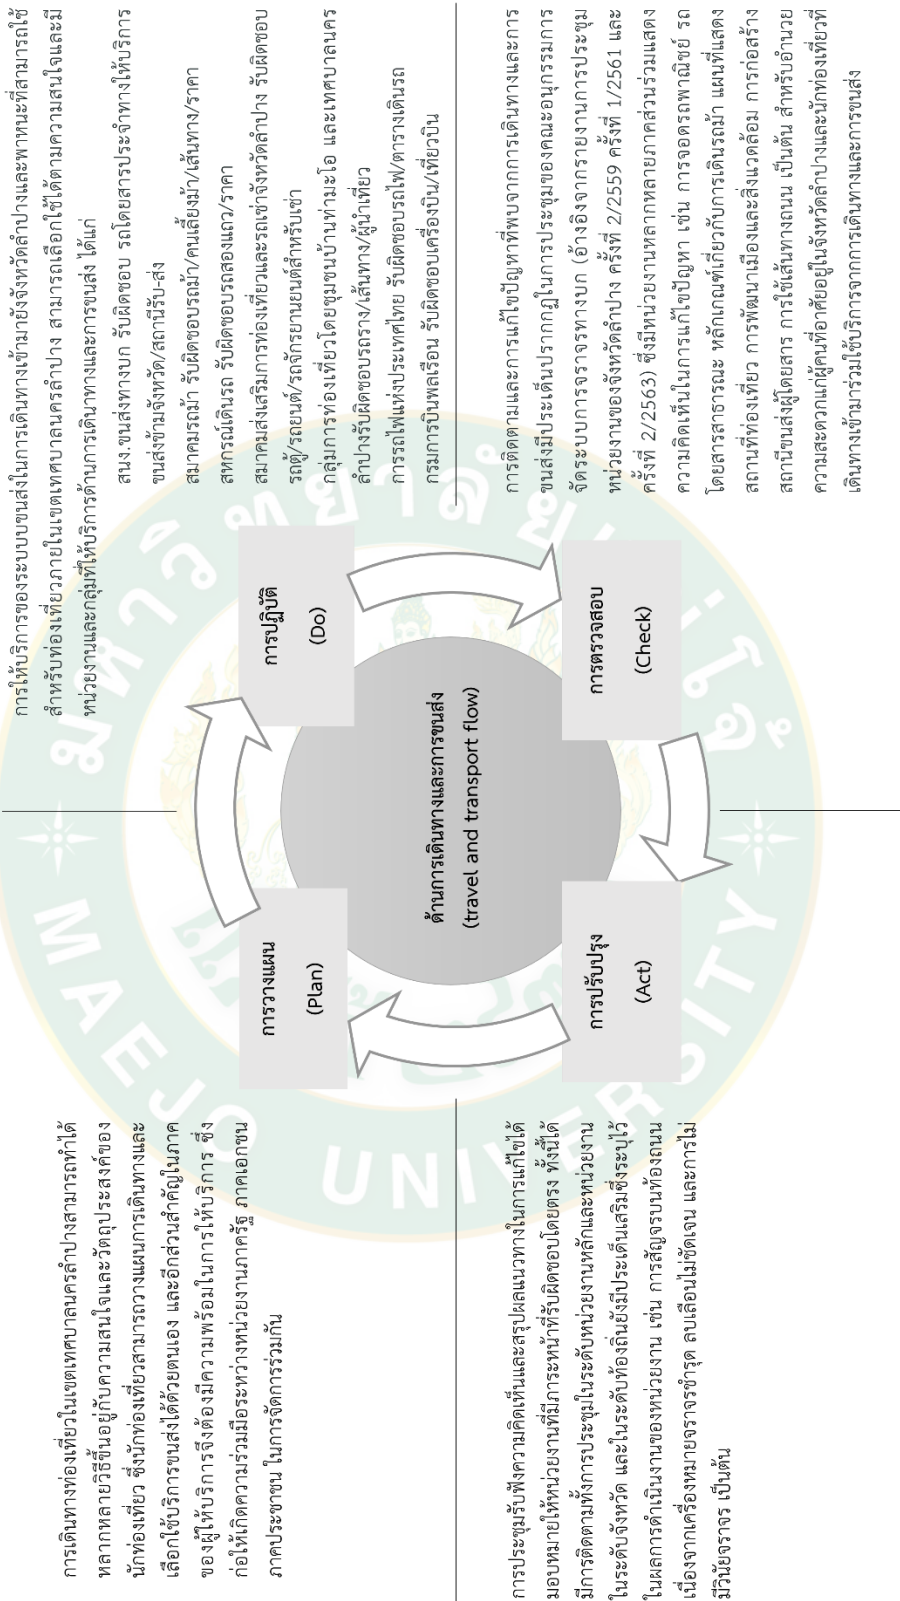 การเดินทางท่องเที่ยวในเขตเทศบาลนครลำปางสามารถทำได้
หลากหลายวิธีขึ้นอยู่กับความสนใจและวัตถุประสงค์ของ
นักท่องเที่ยว ซึ่งนักท่องเที่ยวสามารถวางแผนการเดินทางและ
เลือกใช้บริการขนส่งได้ด้วยตนเอง และอีกส่วนสำคัญในภาค
ของผู้ให้บริการจึงต้องมีความพร้อมในการให้บริการ ซึ่ง
ก่อให้เกิดความร่วมมือระหว่างหน่วยงานภาครัฐ ภาคเอกชน
ภาคประชาชน ในการจัดการร่วมกัน
การให้บริการของระบบขนส่งในการเดินทางเข้ามายังจังหวัดลำปางและพาหนะที่สามารถใช้
สำหรับท่องเที่ยวภายในเขตเทศบาลนครลำปาง สามารถเลือกใช้ได้ตามความสนใจและมี
หน่วยงานและกลุ่มที่ให้บริการด้านการเดินาทางและการขนส่ง ได้แก่
สนง.ขนส่งทางบก รับผิดชอบ รถโดยสารประจำทางให้บริการ
ขนส่งข้ามจังหวัด/สถานีรับ-ส่ง
สมาคมรถม้า รับผิดชอบรถม้า/คนเลี้ยงม้า/เส้นทาง/ราคา
สหกรณ์เดินรถ รับผิดชอบรถสองแถว/ราคา
สมาคมส่งเสริมการท่องเที่ยวและรถเช่าจังหวัดลำปาง รับผิดชอบ
รถตู้/รถยนต์/รถจักรยานยนต์สำหรับเช่า
กลุ่มการท่องเที่ยวโดยชุมชนบ้านท่ามะโอ และเทศบาลนคร
ลำปางรับผิดชอบรถราง/เส้นทาง/ผู้นำเที่ยว
การรถไฟแห่งประเทศไทย รับผิดชอบรถไฟ/ตารางเดินรถ
กรมการบินพลเรือน รับผิดชอบเครื่องบิน/เที่ยวบิน
การวางแผน
(Plan)
การปฏิบัติ
(Do)
ด้านการเดินทางและการขนส่ง
(travel and transport flow)
การปรับปรุง
(Act)
การตรวจสอบ
(Check)
การประชุมรับฟังความคิดเห็นและสรุปผลแนวทางในการแก้ไขได้
มอบหมายให้หน่วยงานที่มีภาระหน้าที่รับผิดชอบโดยตรง ทั้งนี้ได้
มีการติดตามทั้งการประชุมในระดับหน่วยงานหลักและหน่วยงาน
ในระดับจังหวัด และในระดับท้องถิ่นยังมีประเด็นเสริมซึ่งระบุไว้
ในผลการดำเนินงานของหน่วยงาน เช่น การสัญจรบนท้องถนน
เนื่องจากเครื่องหมายจราจรชำรุด ลบเลือนไม่ชัดเจน และการไม่
มีวินัยจราจร เป็นต้น
การติดตามและการแก้ไขปัญหาที่พบจากการเดินทางและการ
ขนส่งมีประเด็นปรากกฏในการประชุมของคณะอนุกรรมการ
จัดระบบการจราจรทางบก (อ้างอิงจากรายงานการประชุม
หน่วยงานของจังหวัดลำปาง ครั้งที่ 2/2559 ครั้งที่ 1/2561 และ
ครั้งที่ 2/2563) ซึ่งมีหน่วยงานหลากหลายภาคส่วนร่วมแสดง
ความคิดเห็นในการแก้ไขปัญหา เช่น การจอดรถพาณิชย์ รถ
โดยสารสาธารณะ หลักเกณฑ์เกี่ยวกับการเดินรถม้า แผนที่แสดง
สถานที่ท่องเที่ยว การพัฒนาเมืองและสิ่งแวดล้อม การก่อสร้าง
สถานีขนส่งผู้โดยสาร การใช้เส้นทางถนน เป็นต้น สำหรับอำนวย
ความสะดวกแก่ผู้คนที่อาศัยอยู่ในจังหวัดลำปางและนักท่องเที่ยวที่
เดินทางเข้ามาร่วมใช้บริการจากการเดินทางและการขนส่ง
มหาวิทยาลัยแม่โจ้
MAEJO UNIVERSITY